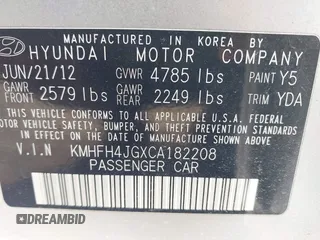 MANUFACTURED IN KOREA BY
HYUNDAI MOTOR COMPANY
JUN/21/12 GVWR 4785 lbs PAINT Y5
GAWR FRONT 2579 lbs GAWR REAR 2249 lbs TRIM YDA
THIS VEHICLE CONFORMS TO ALL APPLICABLE U.S.A. FEDERAL
MOTOR VEHICLE SAFETY, BUMPER, AND THEFT PREVENTION
STANDARDS IN EFFECT ON THE DATE OF MANUFACTURE SHOWN ABOVE.
V.I.N KMHFH4JGXCA182208
PASSENGER CAR
DREAMBID